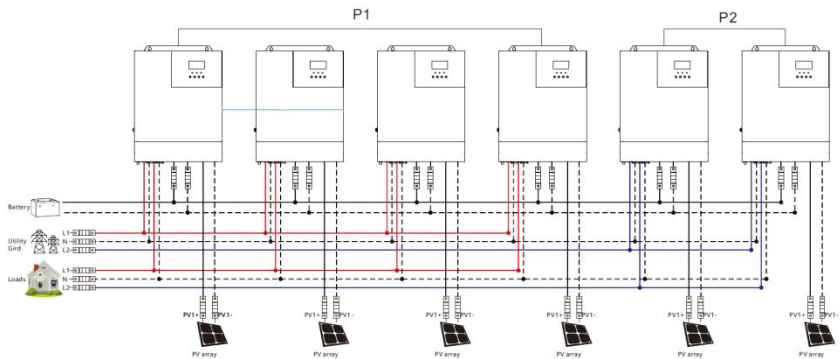 P1
P2
Battery
Utility
Gird
L1
N
L2
Loads
L1
N
L2
PV1+ PV1- PV1+ PV1- PV1+ PV1- PV1+ PV1- PV1+ PV1- PV1+ PV1-
PV array PV array PV array PV array PV array PV array